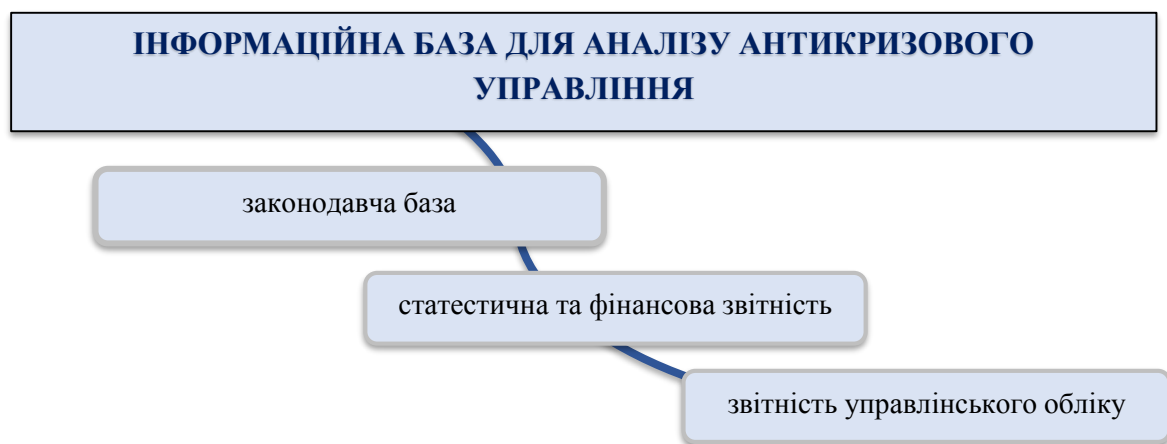 ІНФОРМАЦІЙНА БАЗА ДЛЯ АНАЛІЗУ АНТИКРИЗОВОГО
УПРАВЛІННЯ
законодавча база
статестична та фінансова звітність
звітність управлінського обліку